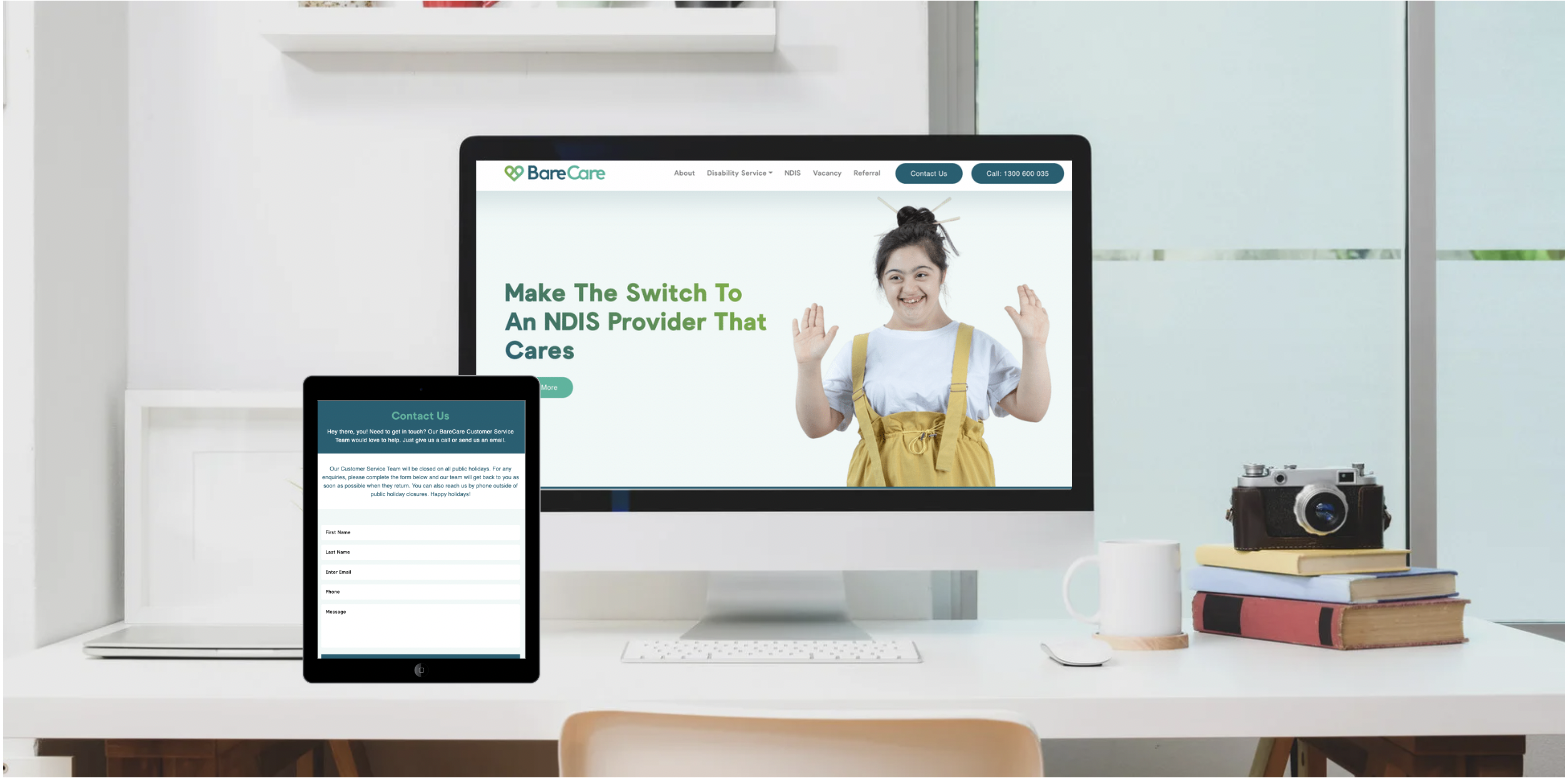 BareCare
About
Disability Service
NDIS
Vacancy
Referral
Contact Us
Call: 1300 600 035
Make The Switch To
An NDIS Provider That
Cares
More
Contact Us
Hey there, you! Need to get in touch? Our BareCare Customer Service
Team would love to help. Just give us a call or send us an email.
Our Customer Service Team will be closed on all public holidays. For any
enquiries, please complete the form below and our team will get back to you as
soon as possible when they return. You can also reach us by phone outside of
public holiday closures. Happy holidays!
First Name
Last Name
Enter Email
Phone
Message